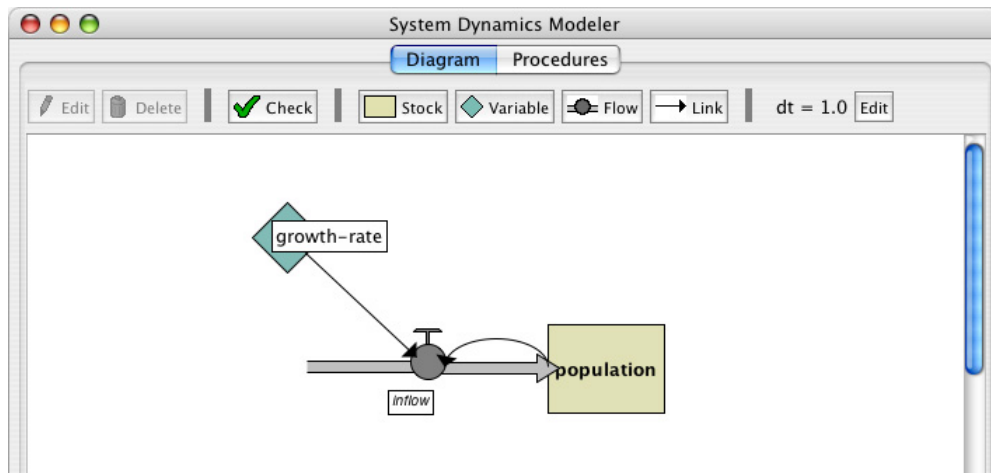 System Dynamics Modeler
Diagram Procedures
Edit Delete Check Stock Variable Flow Link dt = 1.0 Edit
growth-rate
population
inflow